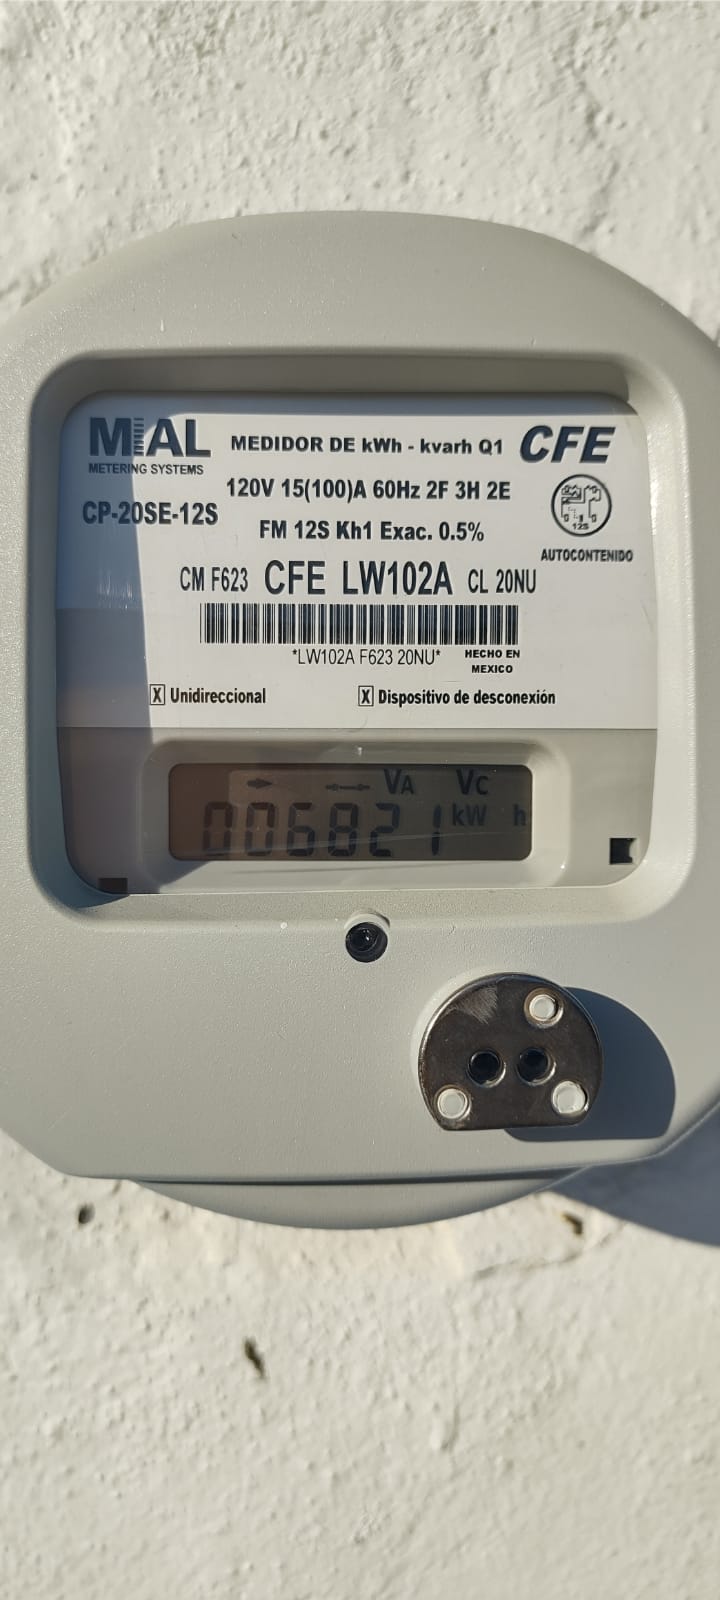 MIAL
METERING SYSTEMS
MEDIDOR DE kWh - kvarh Q1
CFE
CP-20SE-12S
120V 15(100)A 60Hz 2F 3H 2E
FM 12S Kh1 Exac. 0.5%
12S
AUTOCONTENIDO
CM F623 CFE LW102A CL 20NU
*LW102A F623 20NU*
HECHO EN
MEXICO
X Unidireccional
X Dispositivo de desconexión
VA VC
006821 kW h